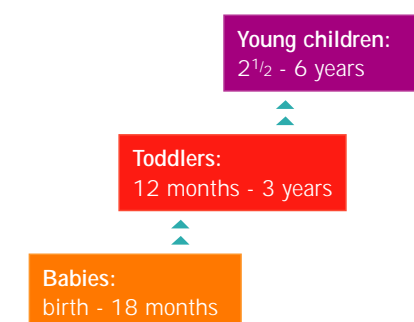 Young children:
21/2 - 6 years
Toddlers:
12 months - 3 years
Babies:
birth - 18 months